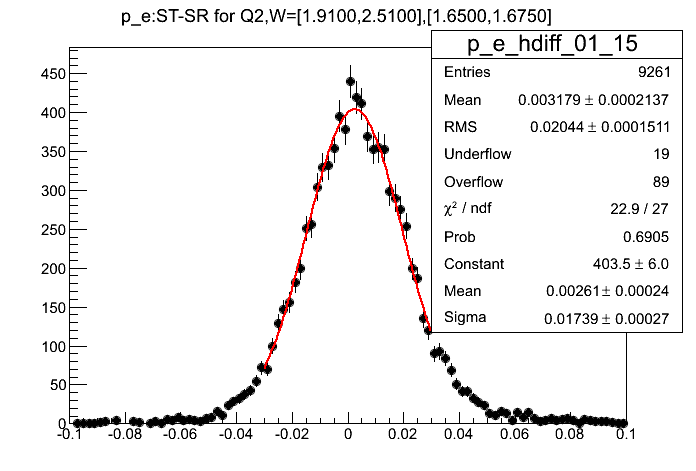 p_e:ST-SR for Q2,W=[1.9100,2.5100],[1.6500,1.6750]
p_e_hdiff_01_15
Entries 9261
Mean 0.003179 ± 0.0002137
RMS 0.02044 ± 0.0001511
Underflow 19
Overflow 89
χ² / ndf 22.9 / 27
Prob 0.6905
Constant 403.5 ± 6.0
Mean 0.00261 ± 0.00024
Sigma 0.01739 ± 0.00027
450
400
350
300
250
200
150
100
50
0
-0.1 -0.08 -0.06 -0.04 -0.02 0 0.02 0.04 0.06 0.08 0.1